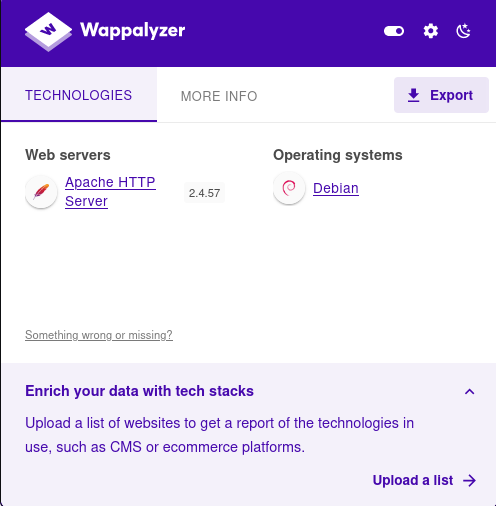 Wappalyzer
TECHNOLOGIES
MORE INFO
Export
Web servers
Apache HTTP
Server
2.4.57
Operating systems
Debian
Something wrong or missing?
Enrich your data with tech stacks
Upload a list of websites to get a report of the technologies in
use, such as CMS or ecommerce platforms.
Upload a list